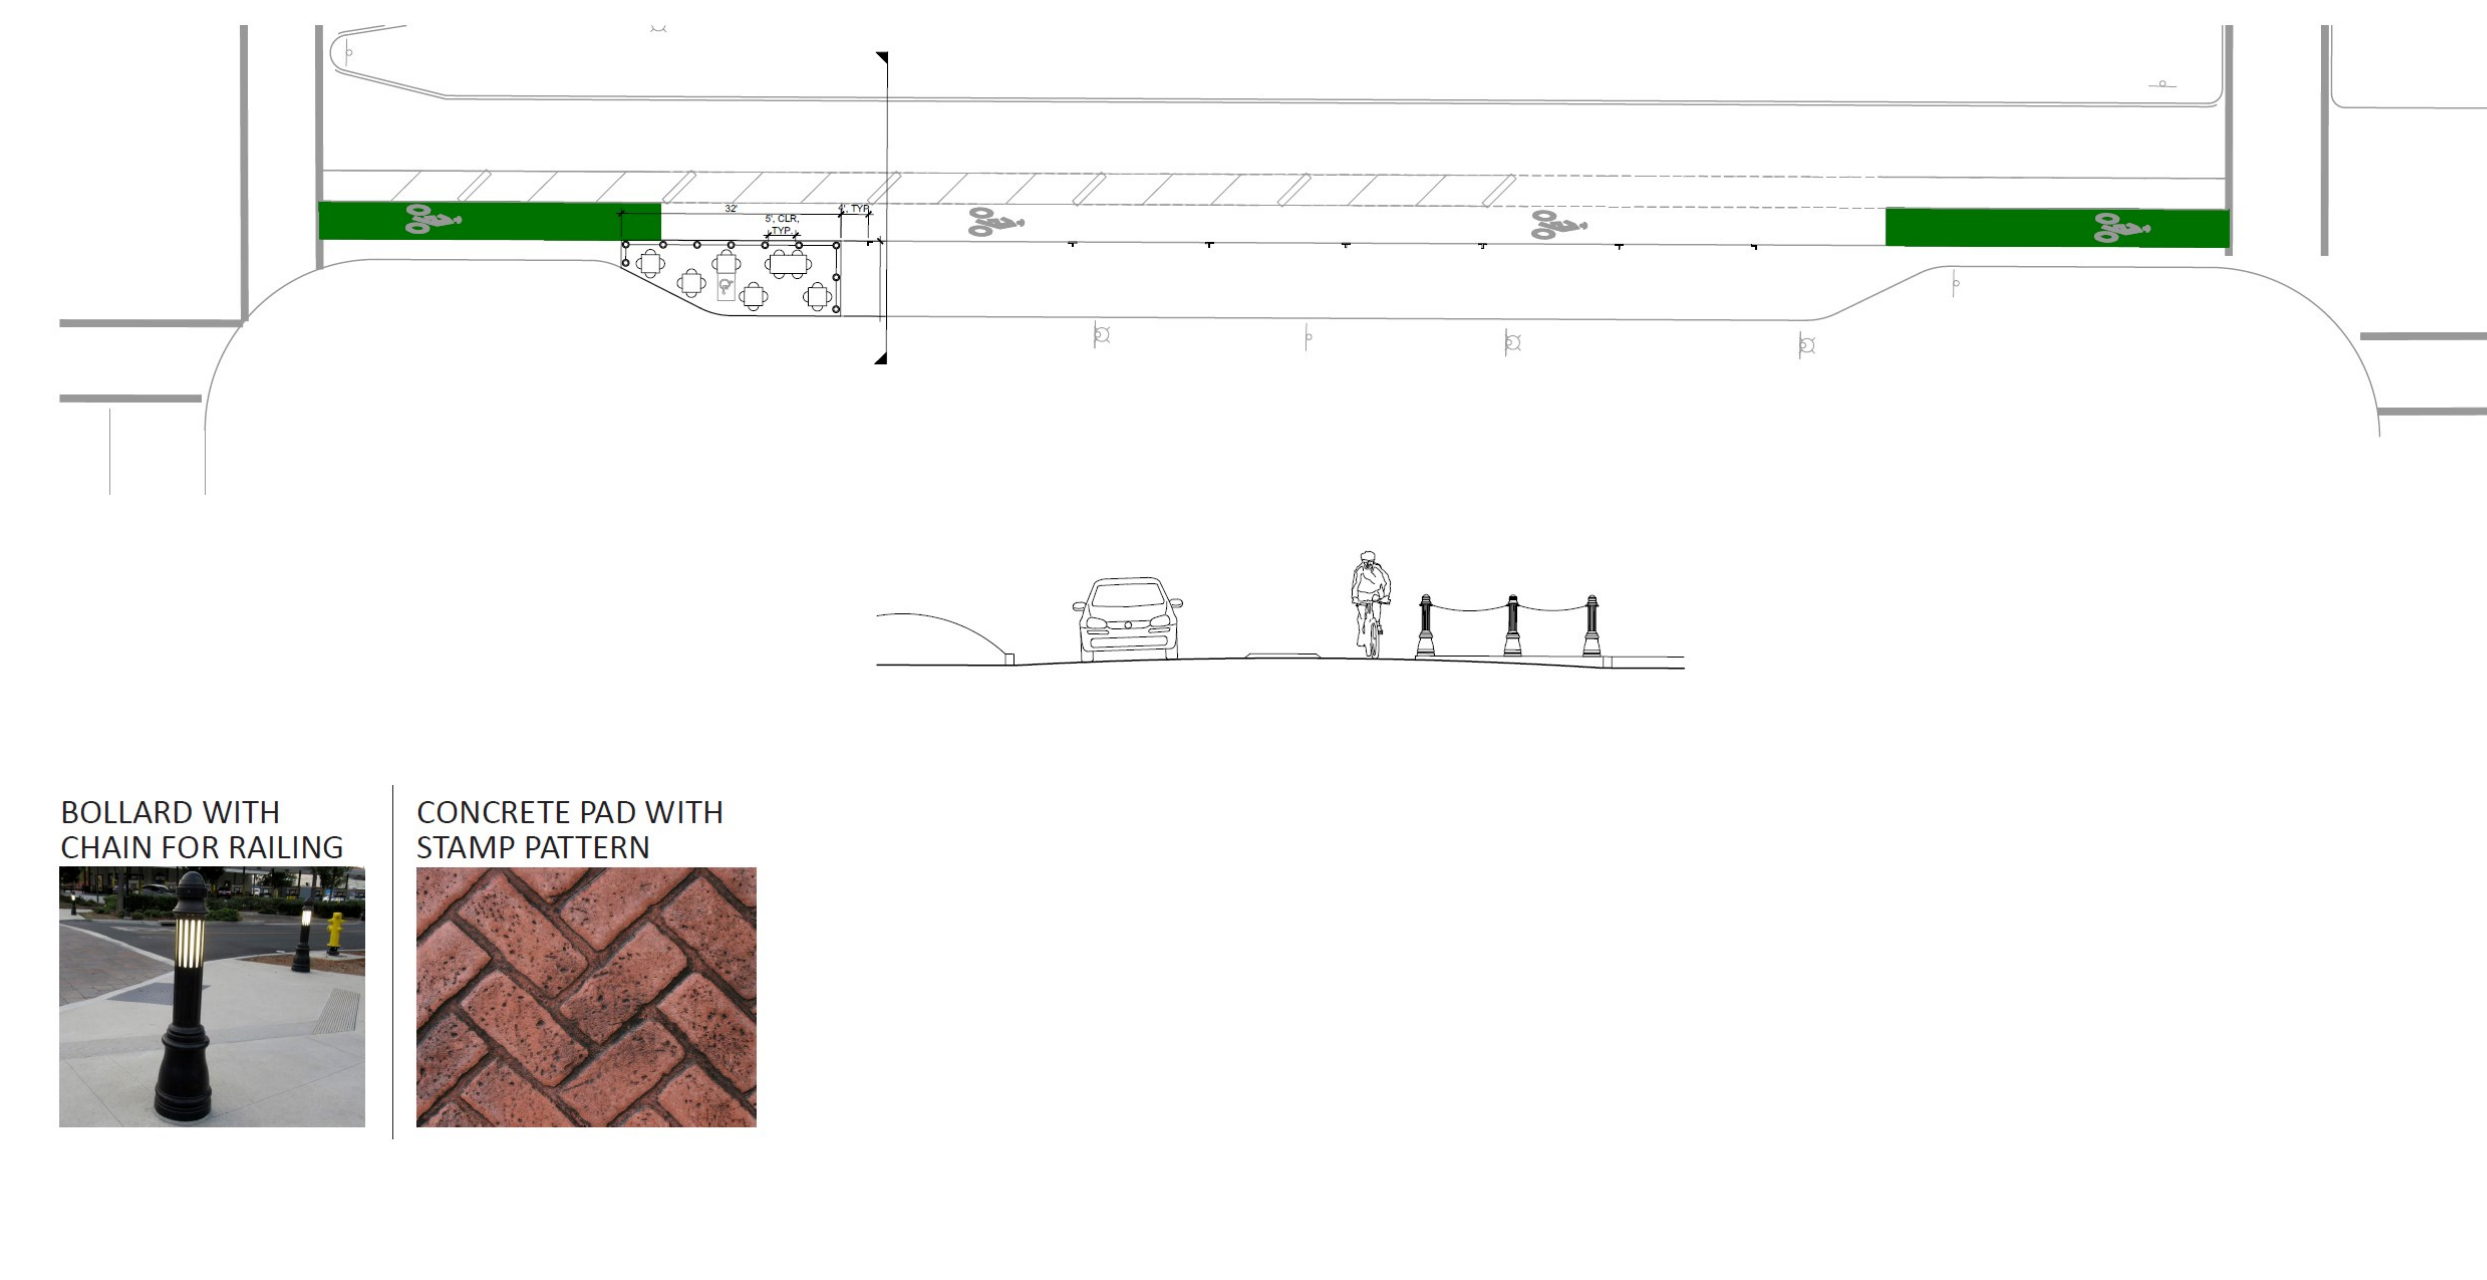 32'
4', TYP.
5', CLR,
TYP.
BOLLARD WITH
CHAIN FOR RAILING
CONCRETE PAD WITH
STAMP PATTERN